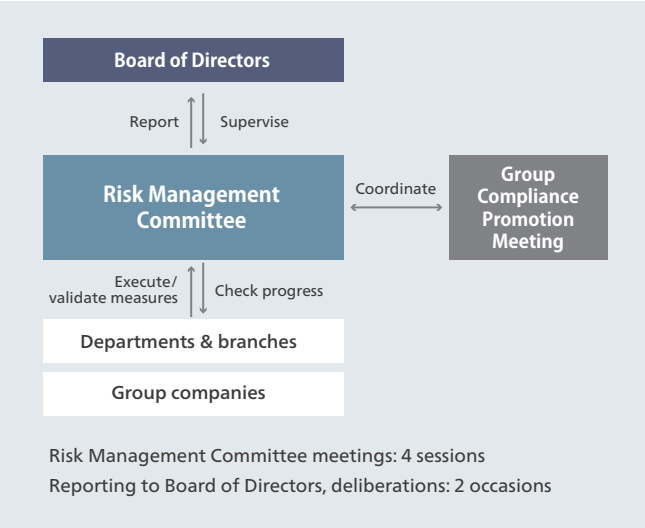 Board of Directors
Report
Supervise
Risk Management
Committee
Coordinate
Group
Compliance
Promotion
Meeting
Execute/
validate measures
Check progress
Departments & branches
Group companies
Risk Management Committee meetings: 4 sessions
Reporting to Board of Directors, deliberations: 2 occasions